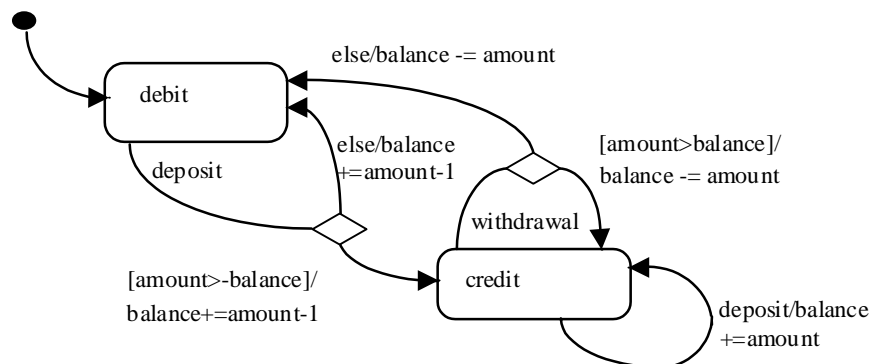 else/balance -= amount
debit
else/balance
+=amount-1
[amount>balance]/
balance -= amount
deposit
withdrawal
[amount>-balance]/
balance+=amount-1
credit
deposit/balance
+=amount